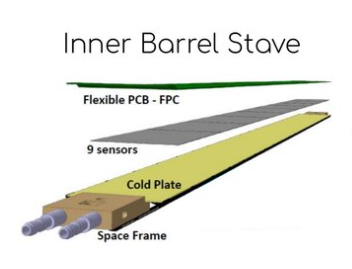 Inner Barrel Stave
Flexible PCB - FPC
9 sensors
Cold Plate
Space Frame